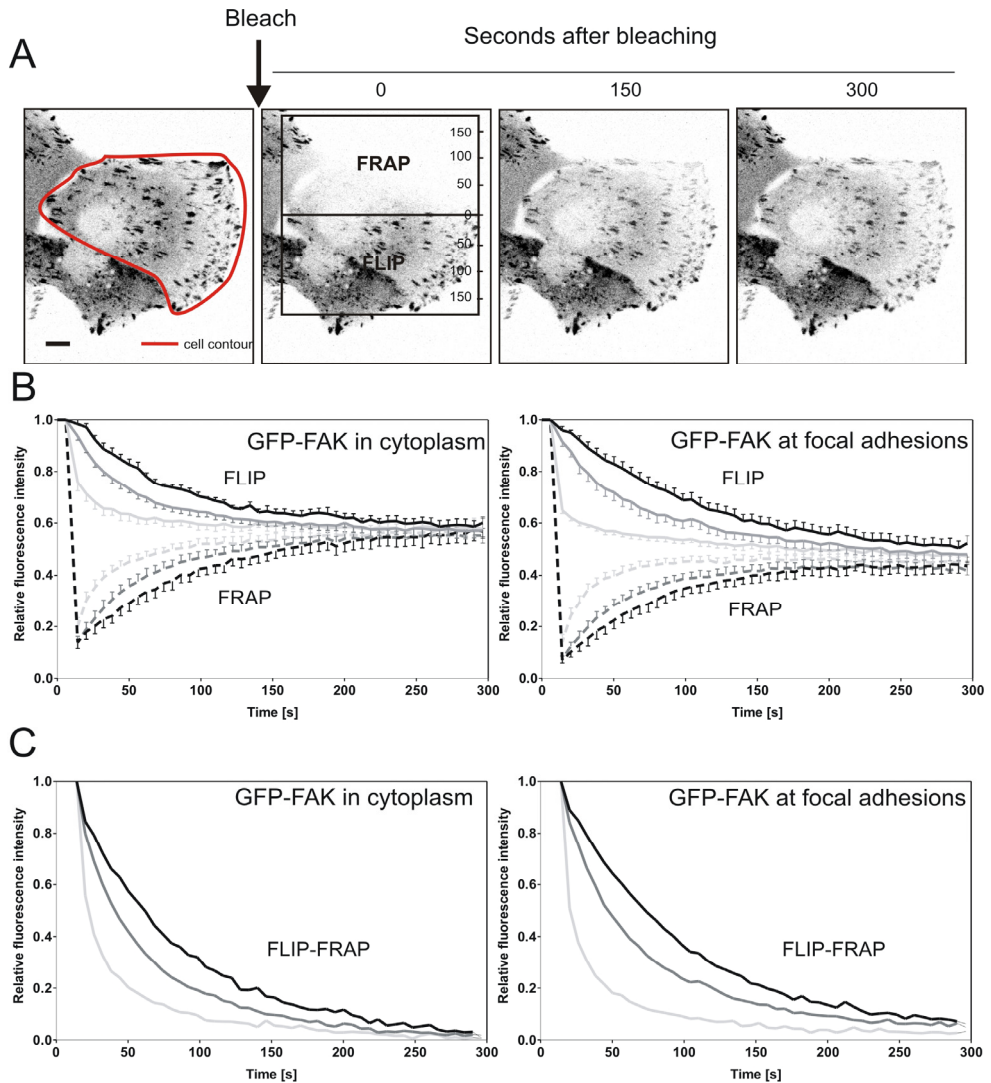 Bleach
A
Seconds after bleaching
0
150
300
150
100
FRAP
50
0
50
FLIP
100
150
cell contour
B
1.0
0.8
0.6
0.4
0.2
0.0
Relative fluorescence intensity
GFP-FAK in cytoplasm
FLIP
FRAP
0 50 100 150 200 250 300
Time [s]
1.0
0.8
0.6
0.4
0.2
0.0
Relative fluorescence intensity
GFP-FAK at focal adhesions
FLIP
FRAP
0 50 100 150 200 250 300
Time [s]
C
1.0
0.8
0.6
0.4
0.2
0.0
Relative fluorescence intensity
GFP-FAK in cytoplasm
FLIP-FRAP
0 50 100 150 200 250 300
Time [s]
1.0
0.8
0.6
0.4
0.2
0.0
Relative fluorescence intensity
GFP-FAK at focal adhesions
FLIP-FRAP
0 50 100 150 200 250 300
Time [s]